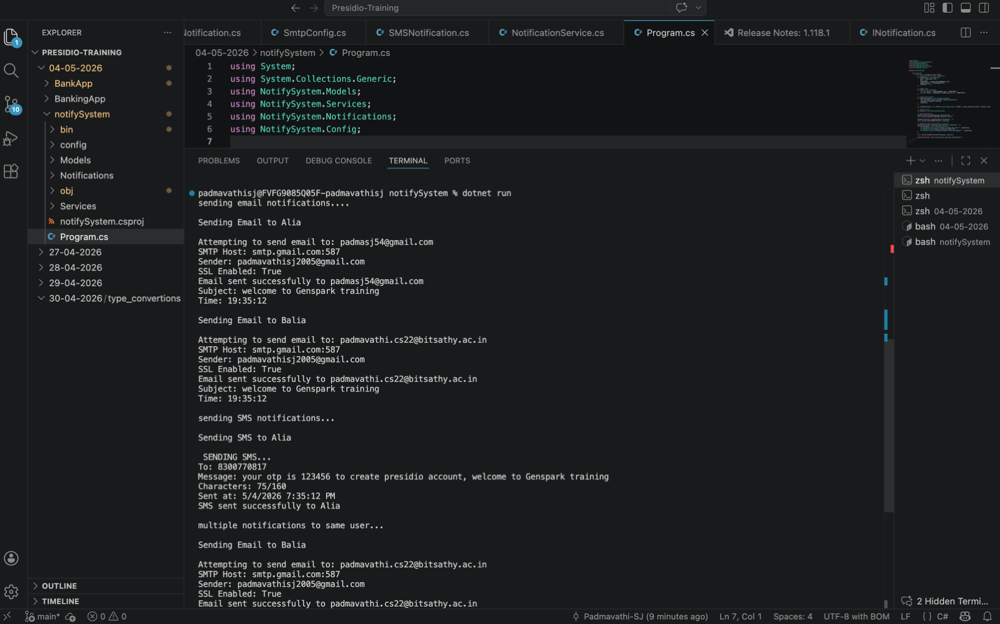 Presidio-Training
EXPLORER
PRESIDIO-TRAINING
04-05-2026
BankApp
BankingApp
notifySystem
bin
config
Models
Notifications
obj
Services
notifySystem.csproj
Program.cs
27-04-2026
28-04-2026
29-04-2026
30-04-2026/type_convertions
OUTLINE
TIMELINE
1
10
lotification.cs SmtpConfig.cs SMSNotification.cs NotificationService.cs Program.cs Release Notes: 1.118.1 INotification.cs
04-05-2026 > notifySystem > Program.cs
1 using System;
2 using System.Collections.Generic;
3 using NotifySystem.Models;
4 using NotifySystem.Services;
5 using NotifySystem.Notifications;
6 using NotifySystem.Config;
7
PROBLEMS OUTPUT DEBUG CONSOLE TERMINAL PORTS
padmavathisj@FVFG9085Q05F-padmavathisj notifySystem % dotnet run
sending email notifications....
Sending Email to Alia
Attempting to send email to: padmasj54@gmail.com
SMTP Host: smtp.gmail.com:587
Sender: padmavathisj2005@gmail.com
SSL Enabled: True
Email sent successfully to padmasj54@gmail.com
Subject: welcome to Genspark training
Time: 19:35:12
Sending Email to Balia
Attempting to send email to: padmavathi.cs22@bitsathy.ac.in
SMTP Host: smtp.gmail.com:587
Sender: padmavathisj2005@gmail.com
SSL Enabled: True
Email sent successfully to padmavathi.cs22@bitsathy.ac.in
Subject: welcome to Genspark training
Time: 19:35:12
sending SMS notifications...
Sending SMS to Alia
SENDING SMS...
To: 8300770817
Message: your otp is 123456 to create presidio account, welcome to Genspark training
Characters: 75/160
Sent at: 5/4/2026 7:35:12 PM
SMS sent successfully to Alia
multiple notifications to same user...
Sending Email to Balia
Attempting to send email to: padmavathi.cs22@bitsathy.ac.in
SMTP Host: smtp.gmail.com:587
Sender: padmavathisj2005@gmail.com
SSL Enabled: True
Email sent successfully to padmavathi.cs22@bitsathy.ac.in
zsh notifySystem
zsh
zsh 04-05-2026
bash 04-05-2026
bash notifySystem
2 Hidden Termi...
main* 0 0 Padmavathi-SJ (9 minutes ago) Ln 7, Col 1 Spaces: 4 UTF-8 with BOM LF {} C#